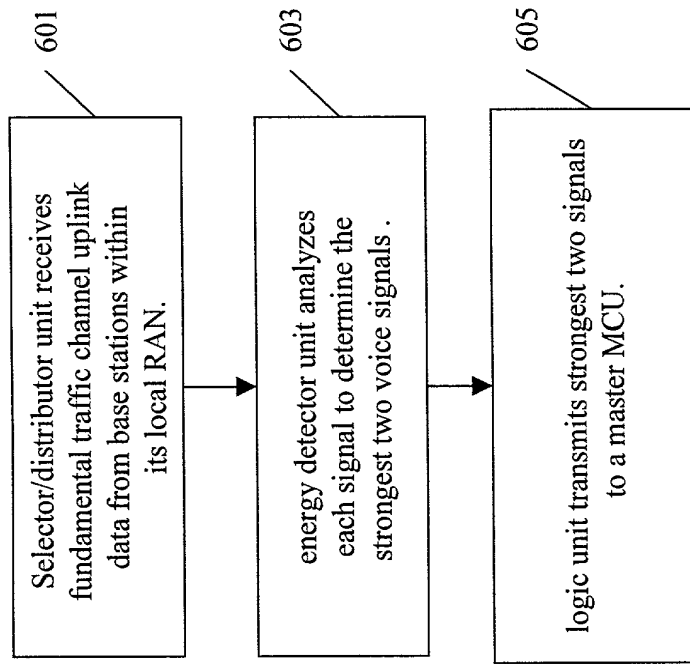 Selector/distributor unit receives
fundamental traffic channel uplink
data from base stations within
its local RAN.
601
energy detector unit analyzes
each signal to determine the
strongest two voice signals .
603
logic unit transmits strongest two signals
to a master MCU.
605